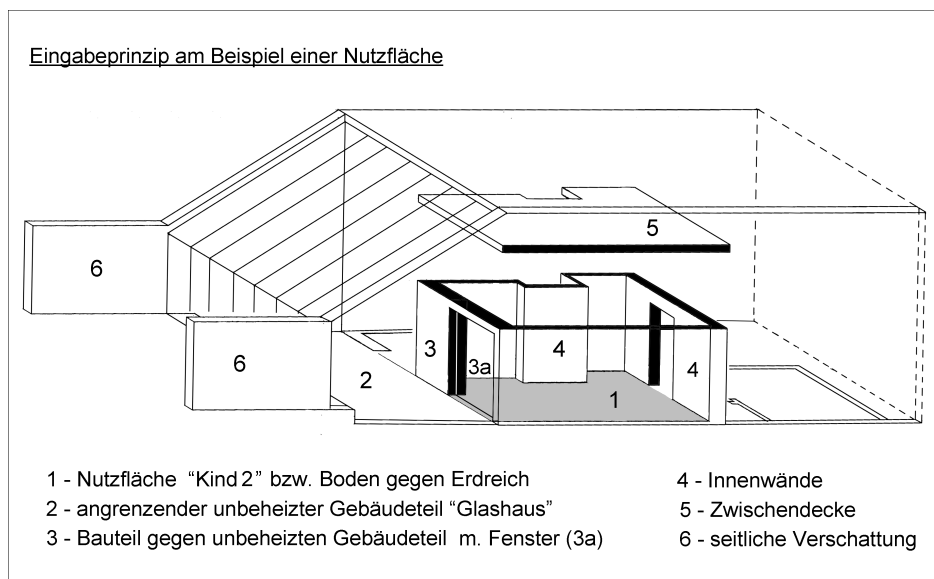 Eingabeprinzip am Beispiel einer Nutzfläche
5
6
4
3
6
3a
4
2
1
1 - Nutzfläche “Kind 2” bzw. Boden gegen Erdreich
2 - angrenzender unbeheizter Gebäudeteil “Glashaus”
3 - Bauteil gegen unbeheizten Gebäudeteil m. Fenster (3a)
4 - Innenwände
5 - Zwischendecke
6 - seitliche Verschattung